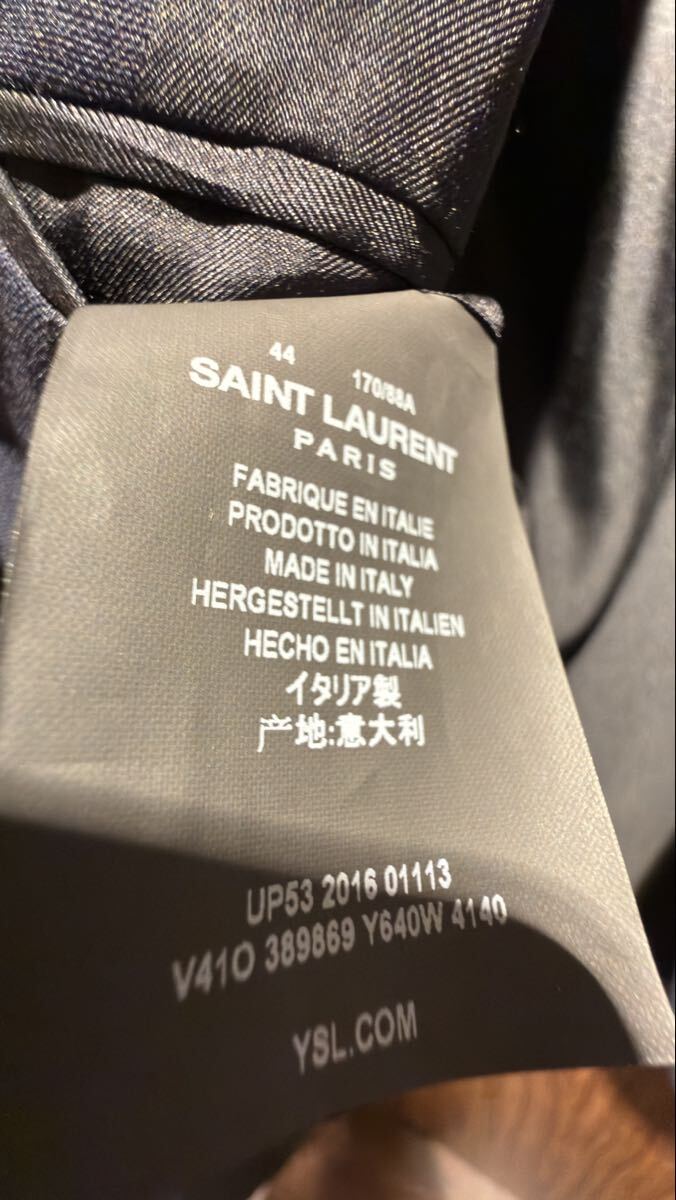 44 170/88A
SAINT LAURENT
PARIS
FABRIQUE EN ITALIE
PRODOTTO IN ITALIA
MADE IN ITALY
HERGESTELLT IN ITALIEN
HECHO EN ITALIA
イタリア製
产地:意大利
UP53 2016 01113
V41O 389869 Y640W 4140
YSL.COM